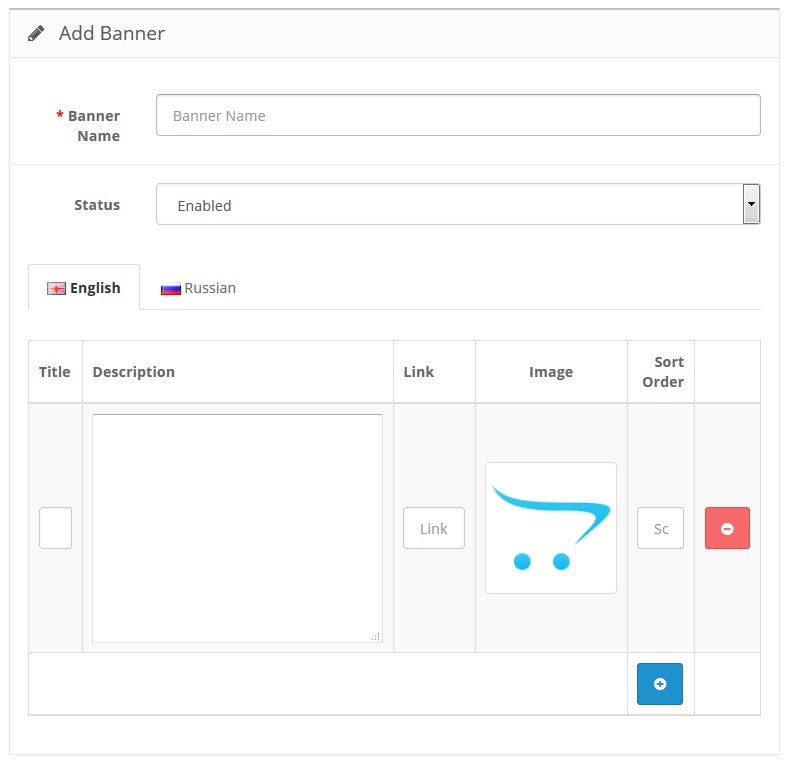 Add Banner
* Banner
Name
Banner Name
Status
Enabled
English
Russian
Title
Description
Link
Image
Sort
Order
Link
Sc